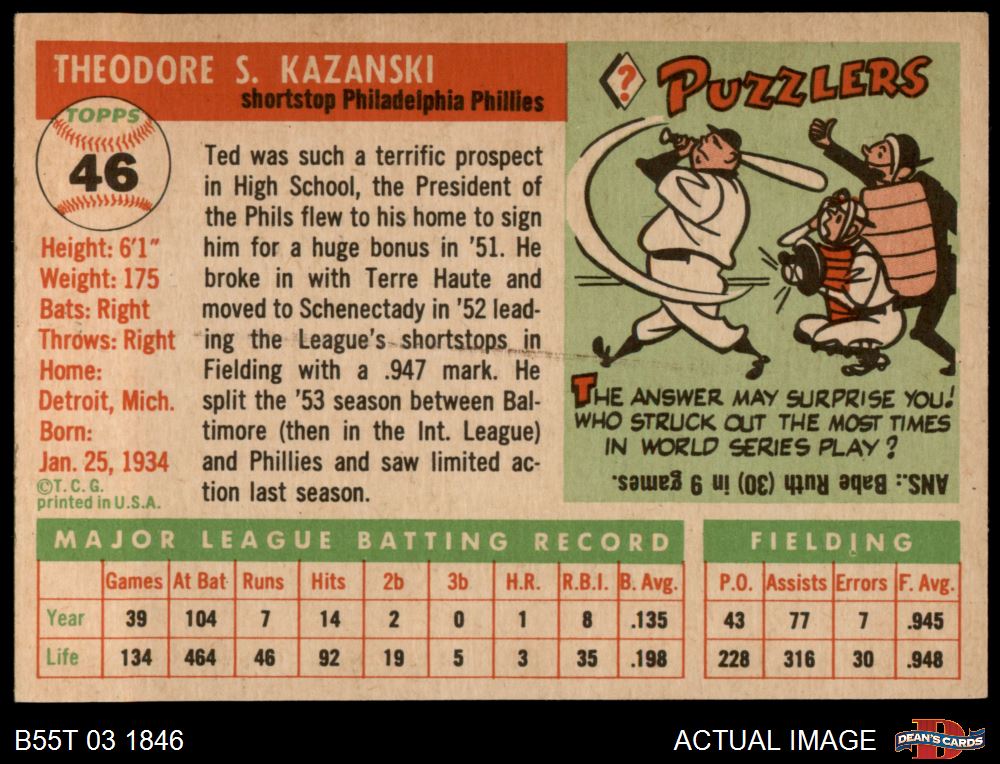 THEODORE S. KAZANSKI
shortstop Philadelphia Phillies
TOPPS
46
Height: 6'1"
Weight: 175
Bats: Right
Throws: Right
Home:
Detroit, Mich.
Born:
Jan. 25, 1934
©T. C. G.
printed in U.S.A.
Ted was such a terrific prospect
in High School, the President of
the Phils flew to his home to sign
him for a huge bonus in '51. He
broke in with Terre Haute and
moved to Schenectady in '52 lead-
ing the League's shortstops in
Fielding with a .947 mark. He
split the '53 season between Bal-
timore (then in the Int. League)
and Phillies and saw limited ac-
tion last season.
? PUZZLERS
THE ANSWER MAY SURPRISE YOU!
WHO STRUCK OUT THE MOST TIMES
IN WORLD SERIES PLAY?
ANS.: Babe Ruth (30) in 9 games.
MAJOR LEAGUE BATTING RECORD
Games At Bat Runs Hits 2b 3b H.R. R.B.I. B. Avg.
Year 39 104 7 14 2 0 1 8 .135
Life 134 464 46 92 19 5 3 35 .198
FIELDING
P.O. Assists Errors F. Avg.
43 77 7 .945
228 316 30 .948
B55T 03 1846
ACTUAL IMAGE
DEAN'S CARDS